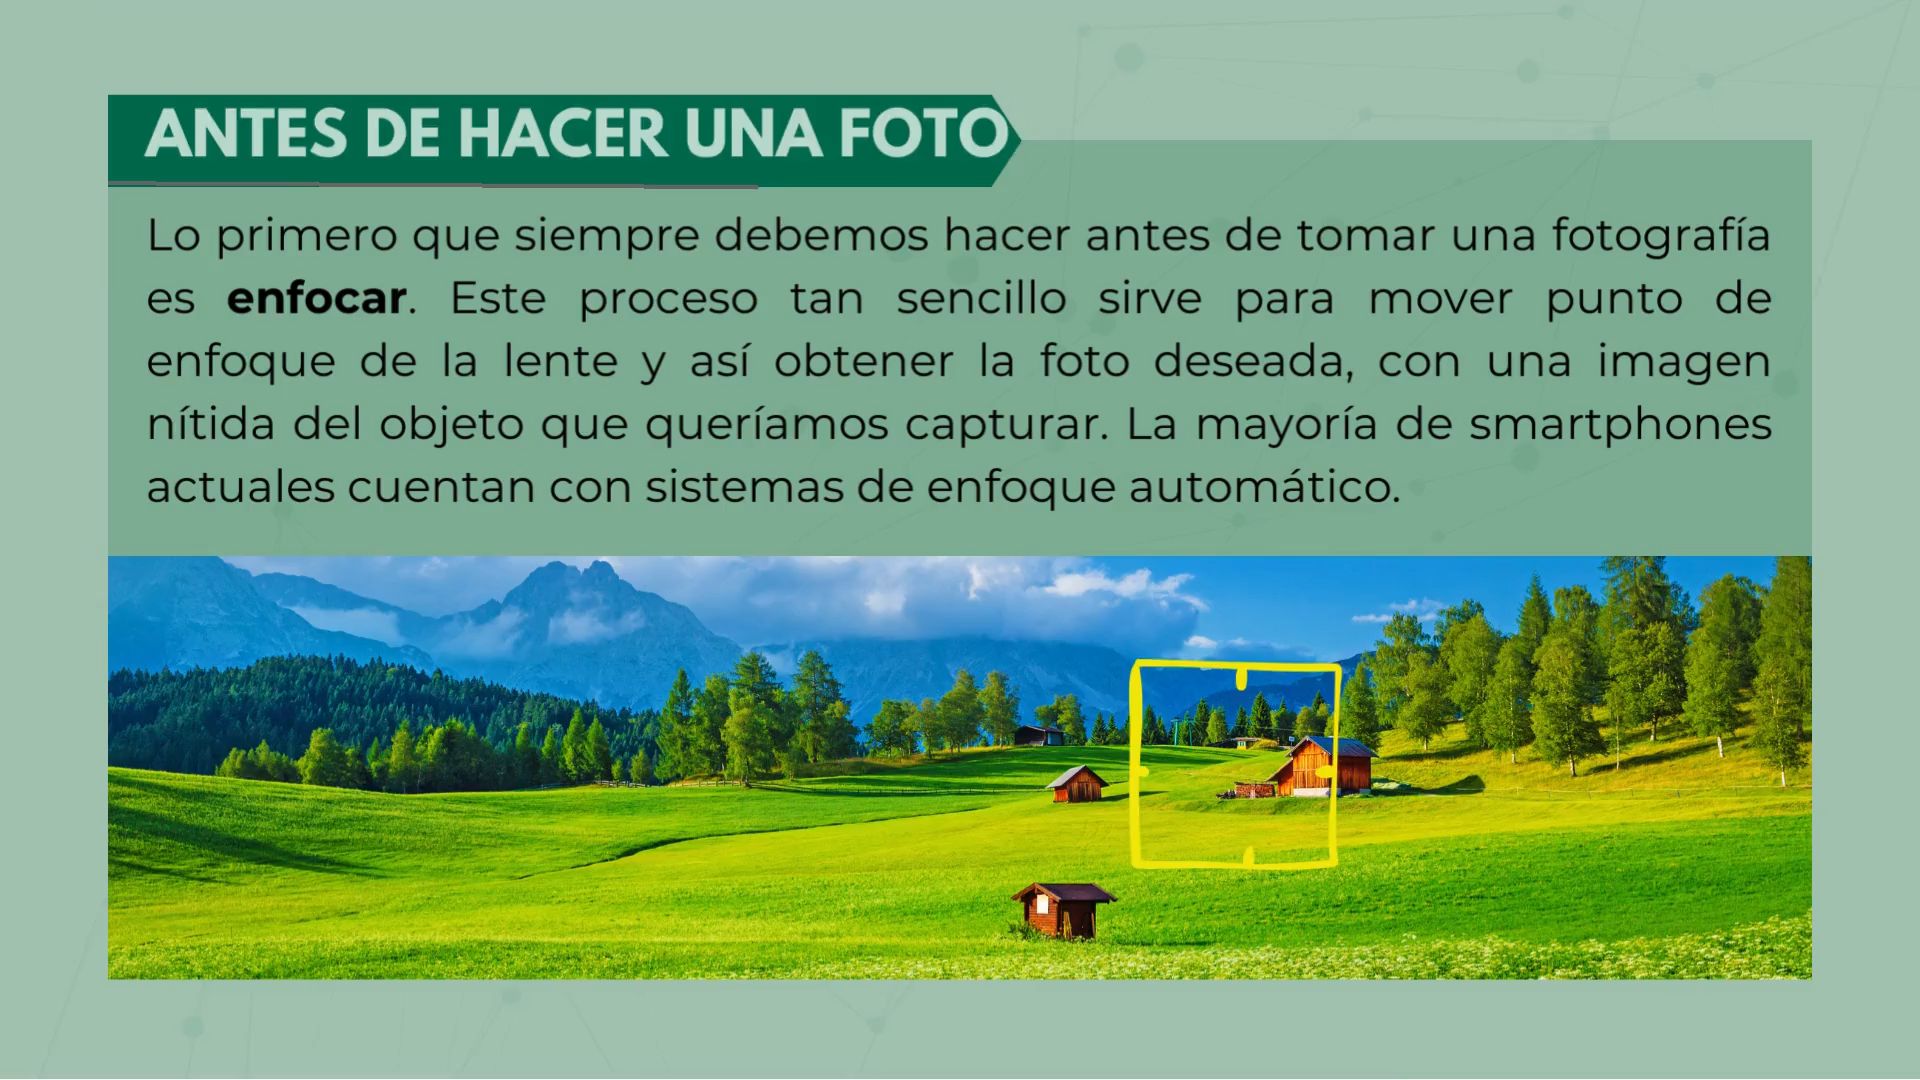 ANTES DE HACER UNA FOTO
Lo primero que siempre debemos hacer antes de tomar una fotografía
es enfocar. Este proceso tan sencillo sirve para mover punto de
enfoque de la lente y así obtener la foto deseada, con una imagen
nítida del objeto que queríamos capturar. La mayoría de smartphones
actuales cuentan con sistemas de enfoque automático.